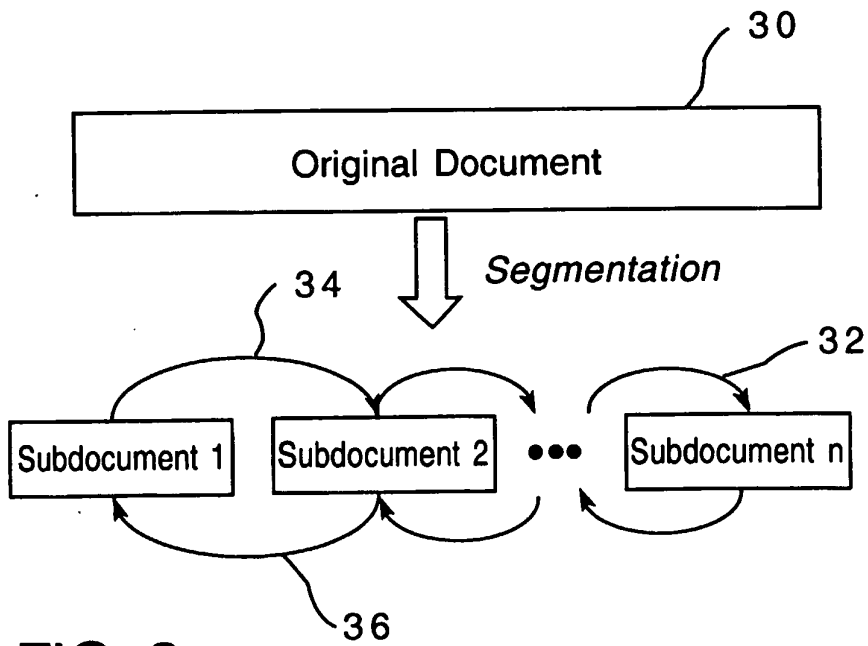 30
Original Document
Segmentation
34
32
Subdocument 1
Subdocument 2
•••
Subdocument n
36